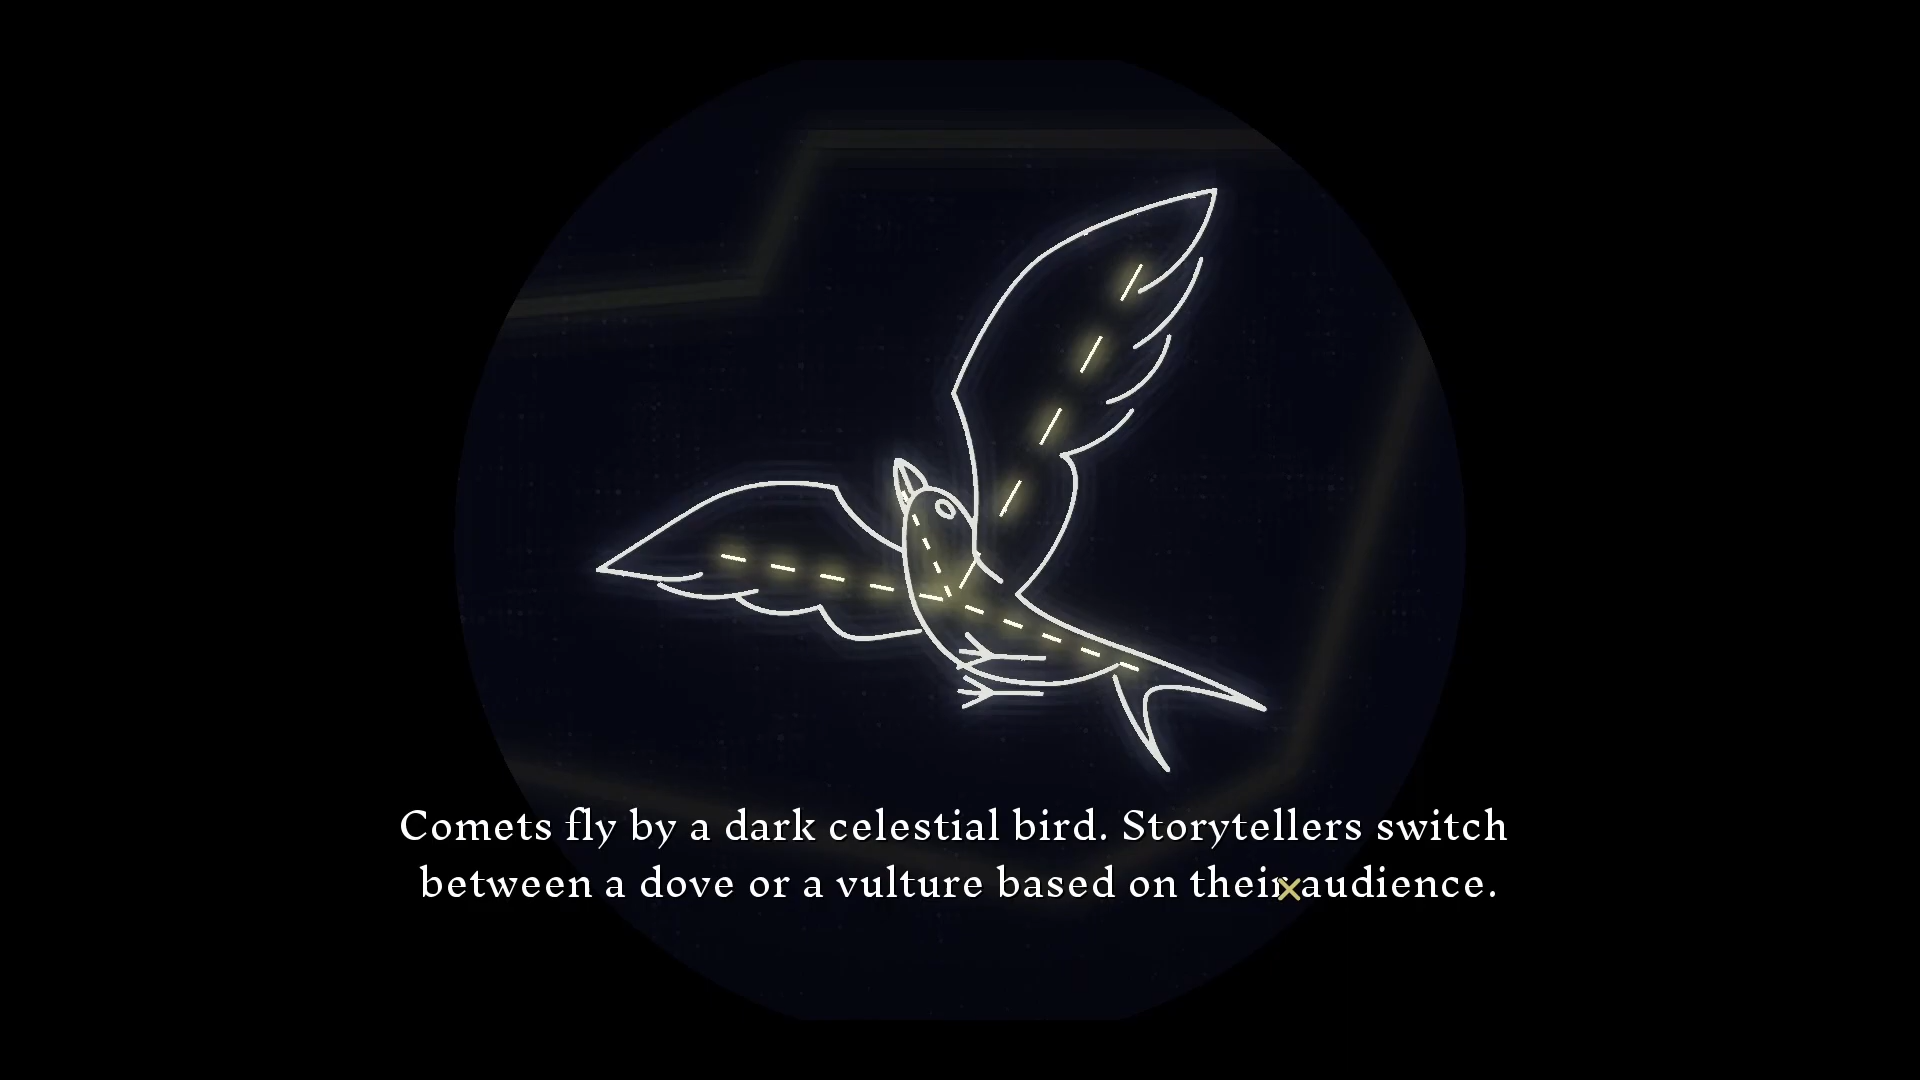 Comets fly by a dark celestial bird. Storytellers switch
between a dove or a vulture based on their audience.